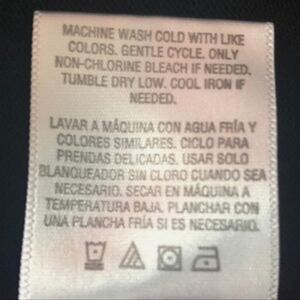 MACHINE WASH COLD WITH LIKE
COLORS. GENTLE CYCLE. ONLY
NON-CHLORINE BLEACH IF NEEDED.
TUMBLE DRY LOW. COOL IRON IF
NEEDED.
LAVAR A MÁQUINA CON AGUA FRÍA Y
COLORES SIMILARES. CICLO PARA
PRENDAS DELICADAS. USAR SOLO
BLANQUEADOR SIN CLORO CUANDO SEA
NECESARIO. SECAR EN MÁQUINA A
TEMPERATURA BAJA. PLANCHAR CON
UNA PLANCHA FRÍA SI ES NECESARIO.